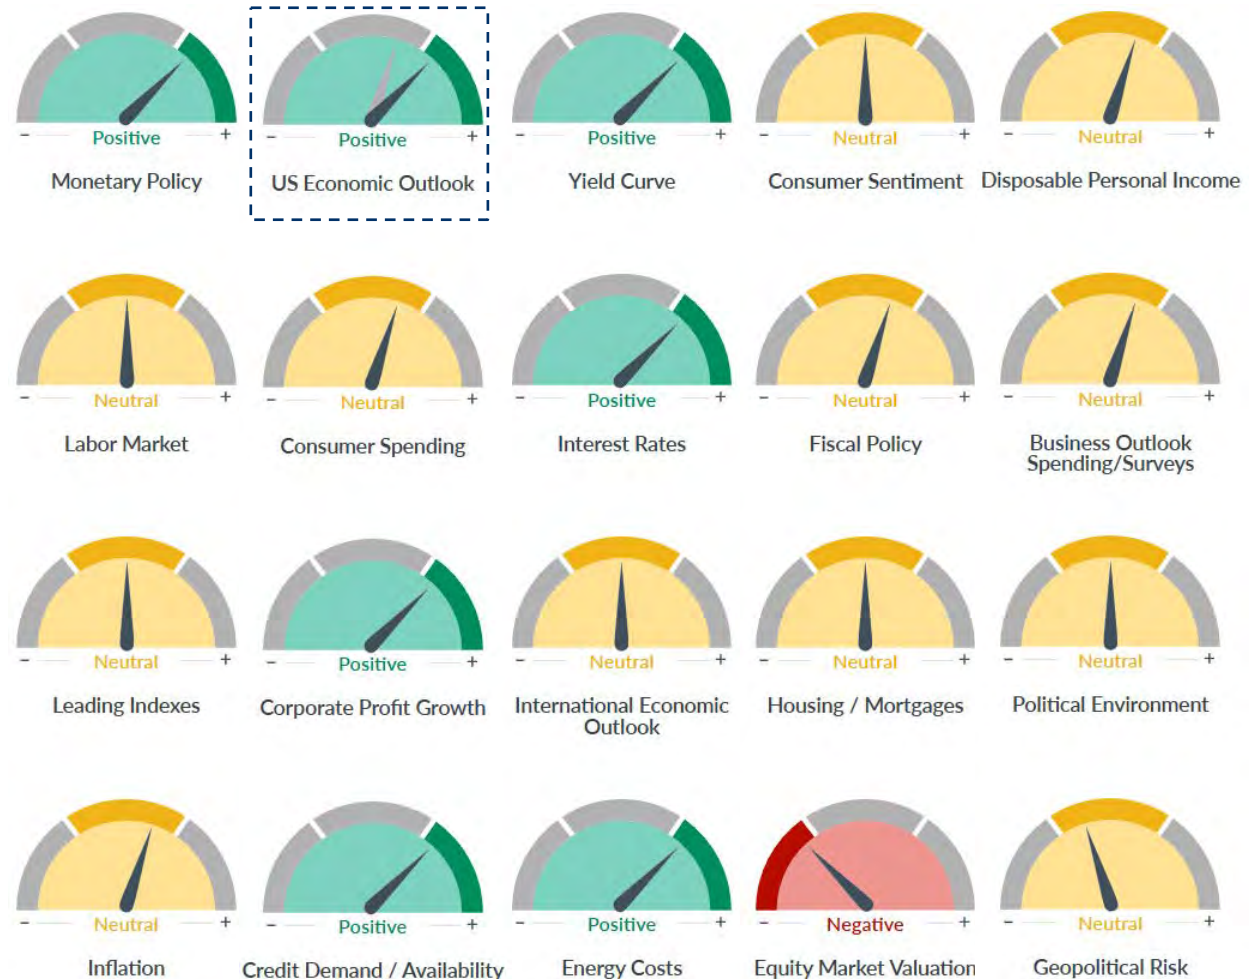 - Positive +
- Positive +
- Positive +
- Neutral +
- Neutral +
Monetary Policy
US Economic Outlook
Yield Curve
Consumer Sentiment
Disposable Personal Income
- Neutral +
- Neutral +
- Positive +
- Neutral +
- Neutral +
Labor Market
Consumer Spending
Interest Rates
Fiscal Policy
Business Outlook
Spending/Surveys
- Neutral +
- Positive +
- Neutral +
- Neutral +
- Neutral +
Leading Indexes
Corporate Profit Growth
International Economic
Outlook
Housing / Mortgages
Political Environment
- Neutral +
- Positive +
- Positive +
- Negative +
- Neutral +
Inflation
Credit Demand / Availability
Energy Costs
Equity Market Valuation
Geopolitical Risk